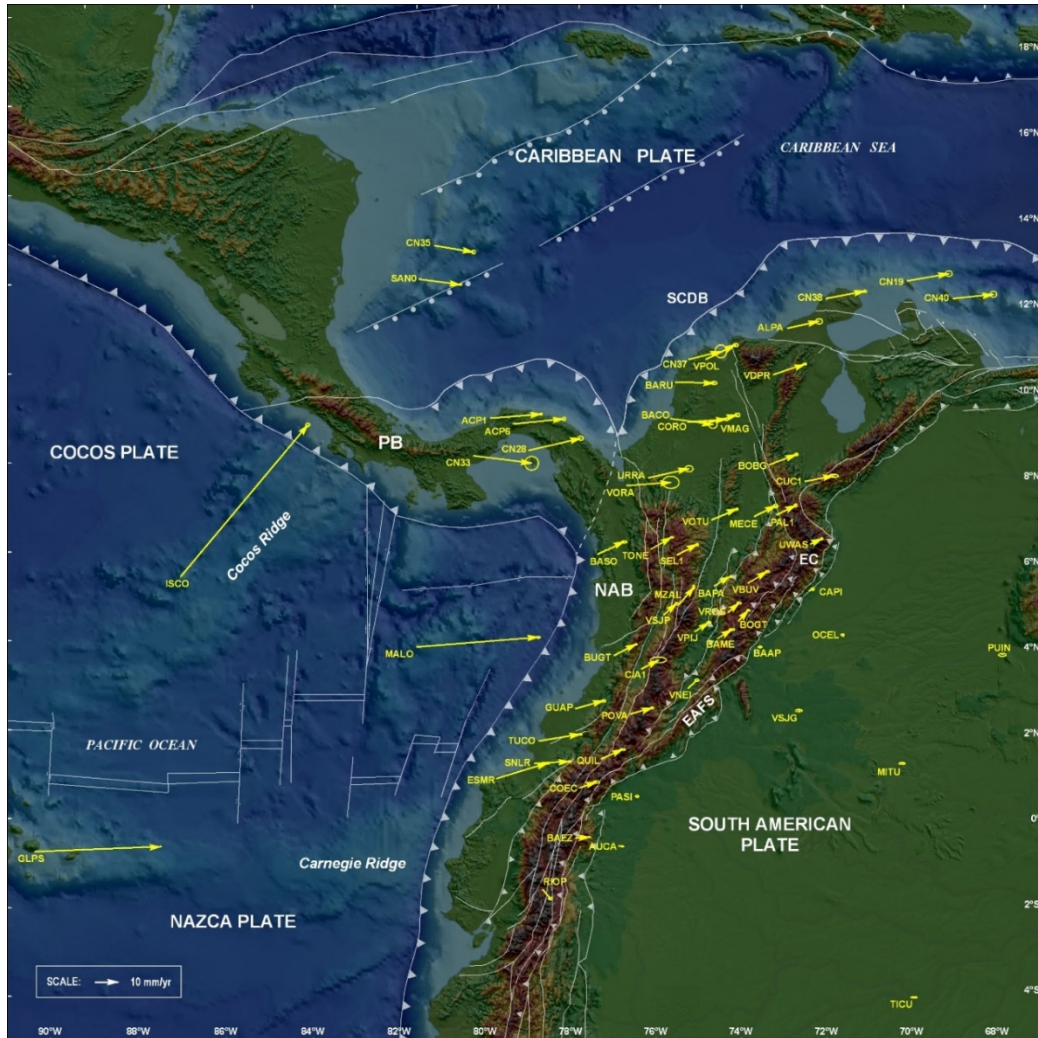 18°N
16°N
CARIBBEAN PLATE
CARIBBEAN SEA
14°N
CN35
SAN0
CN19
CN40
CN38
SCDB
12°N
ALPA
CN37
VPOL
VDPR
BARU
10°N
ACP1
ACP6
BACO
CORO
VMAG
PB
CN28
COCOS PLATE
CN33
BOBG
URRA
CUC1
8°N
VORA
VOTU
MECE
PAL1
Cocos Ridge
UWAS
TONE
SEL1
BASO
EC
6°N
ISCO
NAB
MZAL
BAPA
VBUV
CAPI
VSJP
BOGT
VPIJ
OCEL
BAME
MALO
BUGT
BAAP
PUIN
4°N
CIA1
VNEI
GUAP
POVA
EAFS
VSJG
TUCO
PACIFIC OCEAN
2°N
SNLR
QUIL
MITU
ESMR
COEC
PASI
0°
SOUTH AMERICAN
PLATE
BAEZ
AUCA
GLPS
Carnegie Ridge
RIOP
2°S
NAZCA PLATE
SCALE:
10 mm/yr
4°S
TICU
90°W
88°W
86°W
84°W
82°W
80°W
78°W
76°W
74°W
72°W
70°W
68°W